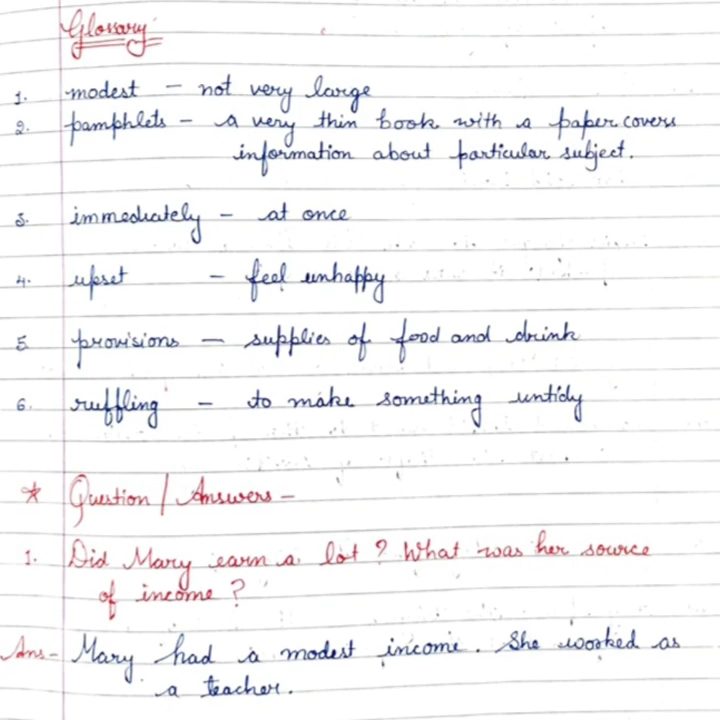 Glossary
1. modest - not very large
2. pamphlets - a very thin book with a paper covers
information about particular subject.
3. immediately - at once
4. upset - feel unhappy
5. provisions - supplies of food and drink
6. ruffling - to make something untidy
* Question / Answers -
1. Did Mary earn a lot ? What was her source
of income ?
Ans - Mary had a modest income. She worked as
a teacher.